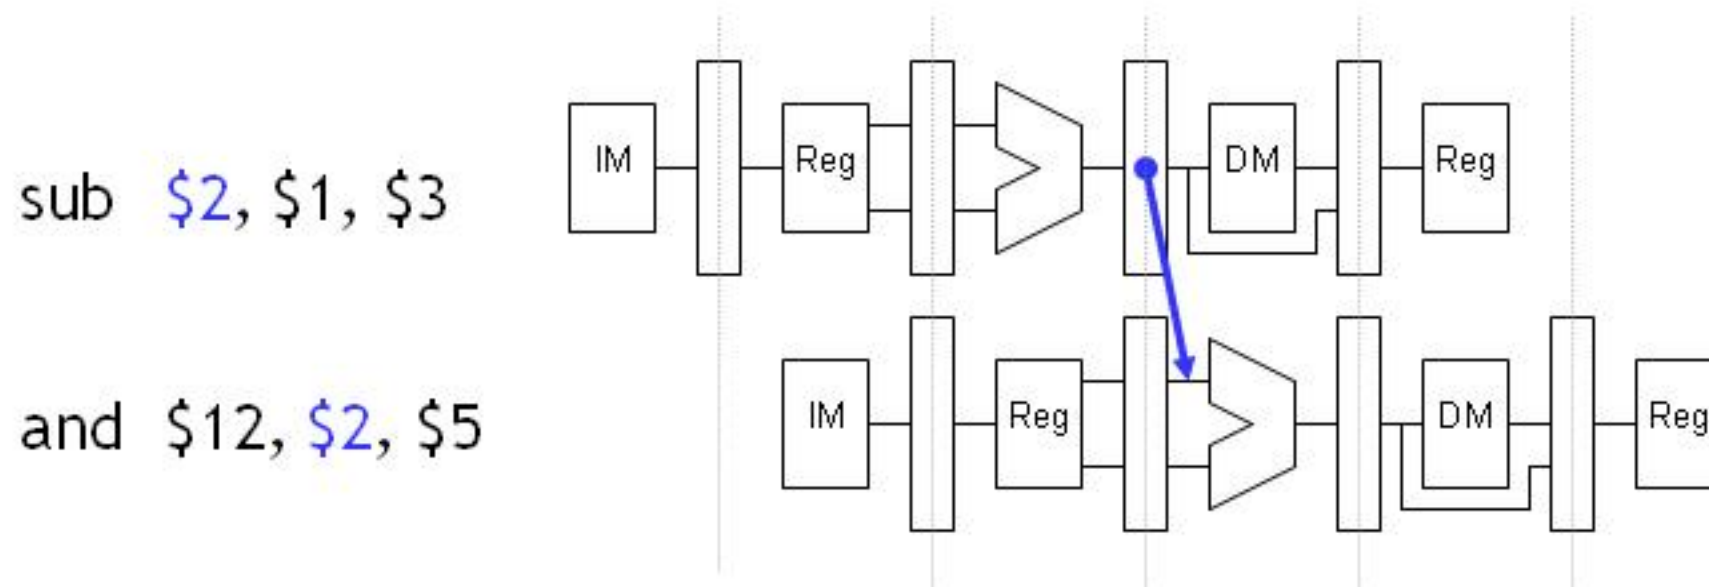 sub $2, $1, $3
IM Reg DM Reg
and $12, $2, $5
IM Reg DM Reg